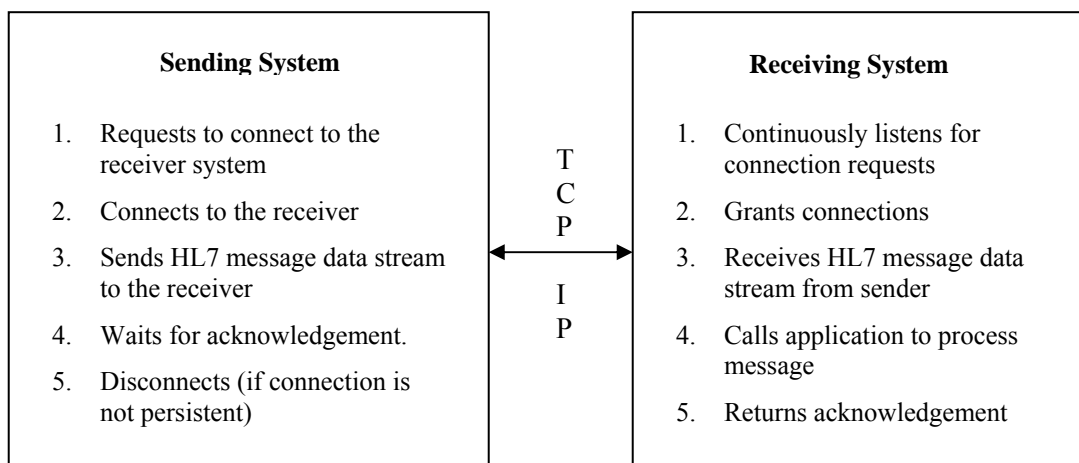 Sending System
1. Requests to connect to the
receiver system
2. Connects to the receiver
3. Sends HL7 message data stream
to the receiver
4. Waits for acknowledgement.
5. Disconnects (if connection is
not persistent)
T
C
P
I
P
Receiving System
1. Continuously listens for
connection requests
2. Grants connections
3. Receives HL7 message data
stream from sender
4. Calls application to process
message
5. Returns acknowledgement